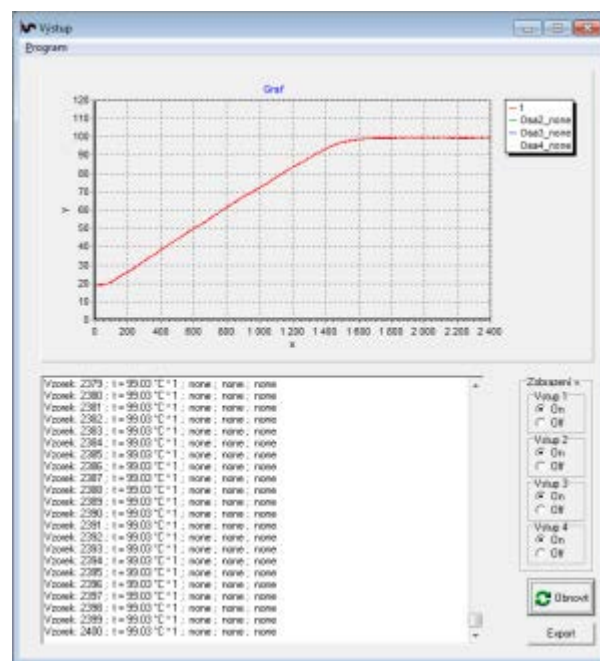 Výstup
Program
Graf
120
110
100
90
80
70
60
50
40
30
20
10
0
Y
0 200 400 600 800 1 000 1 200 1 400 1 600 1 800 2 000 2 200 2 400
x
t
Osa2_none
Osa3_none
Osa4_none
Vzorek: 2379 ; t = 99.03 °C * 1 ; none ; none ; none
Vzorek: 2380 ; t = 99.03 °C * 1 ; none ; none ; none
Vzorek: 2381 ; t = 99.03 °C * 1 ; none ; none ; none
Vzorek: 2382 ; t = 99.03 °C * 1 ; none ; none ; none
Vzorek: 2383 ; t = 99.03 °C * 1 ; none ; none ; none
Vzorek: 2384 ; t = 99.03 °C * 1 ; none ; none ; none
Vzorek: 2385 ; t = 99.03 °C * 1 ; none ; none ; none
Vzorek: 2386 ; t = 99.03 °C * 1 ; none ; none ; none
Vzorek: 2387 ; t = 99.03 °C * 1 ; none ; none ; none
Vzorek: 2388 ; t = 99.03 °C * 1 ; none ; none ; none
Vzorek: 2389 ; t = 99.03 °C * 1 ; none ; none ; none
Vzorek: 2390 ; t = 99.03 °C * 1 ; none ; none ; none
Vzorek: 2391 ; t = 99.03 °C * 1 ; none ; none ; none
Vzorek: 2392 ; t = 99.03 °C * 1 ; none ; none ; none
Vzorek: 2393 ; t = 99.03 °C * 1 ; none ; none ; none
Vzorek: 2394 ; t = 99.03 °C * 1 ; none ; none ; none
Vzorek: 2395 ; t = 99.03 °C * 1 ; none ; none ; none
Vzorek: 2396 ; t = 99.03 °C * 1 ; none ; none ; none
Vzorek: 2397 ; t = 99.03 °C * 1 ; none ; none ; none
Vzorek: 2398 ; t = 99.03 °C * 1 ; none ; none ; none
Vzorek: 2399 ; t = 99.03 °C * 1 ; none ; none ; none
Vzorek: 2400 ; t = 99.03 °C * 1 ; none ; none ; none
Zobrazení
Vstup 1
On
Off
Vstup 2
On
Off
Vstup 3
On
Off
Vstup 4
On
Off
Obnovit
Export